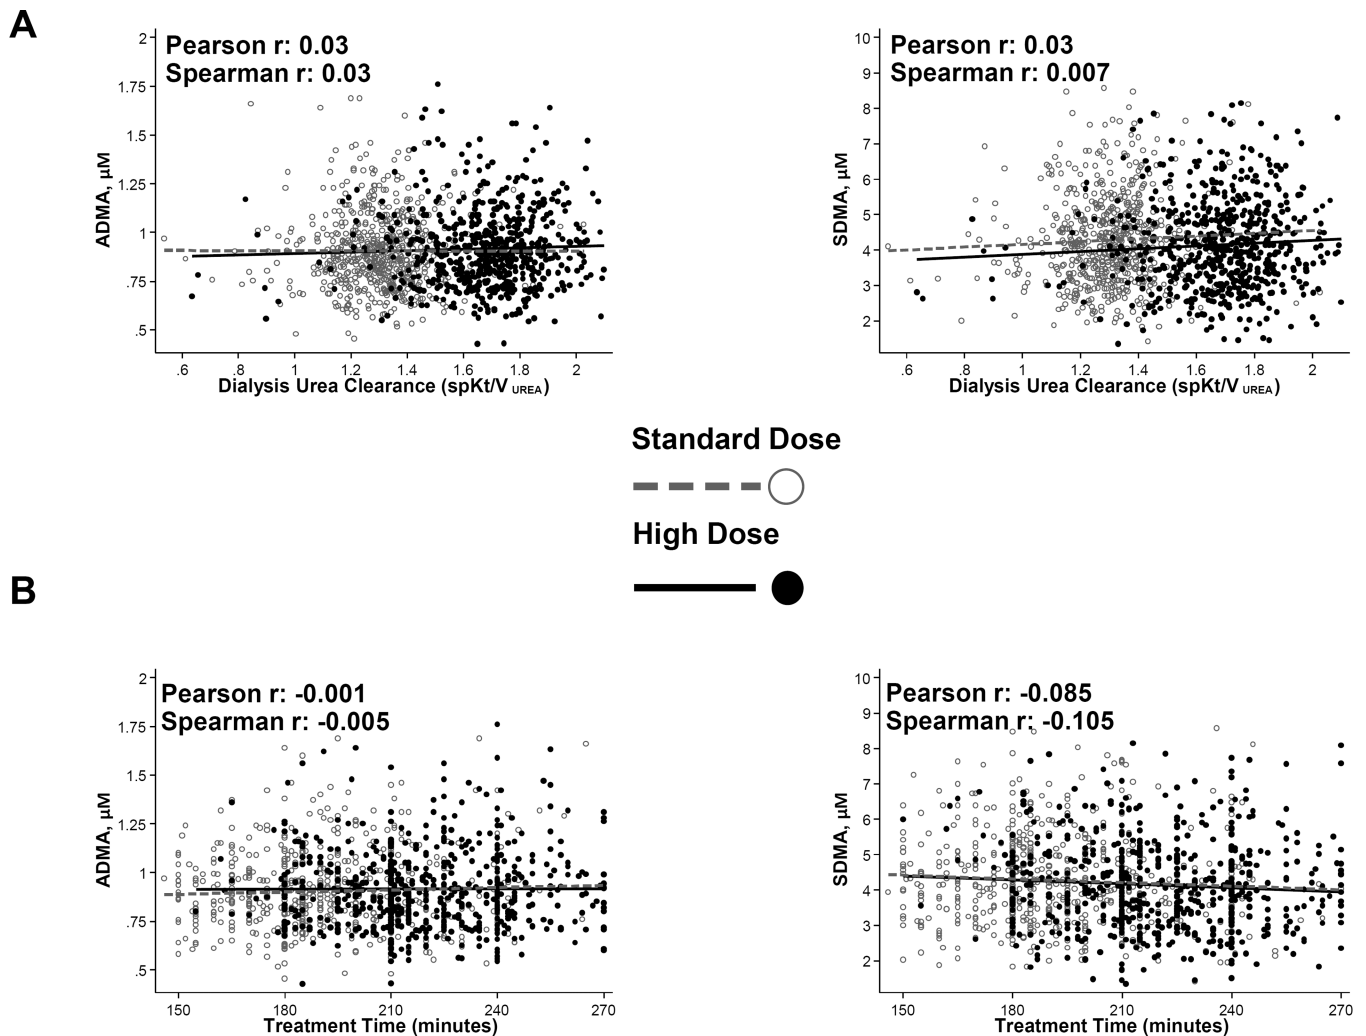 A
Pearson r: 0.03
Spearman r: 0.03
2
1.75
1.5
1.25
1
.75
.5
ADMA, µM
.6 .8 1 1.2 1.4 1.6 1.8 2
Dialysis Urea Clearance (spKt/V UREA)
Pearson r: 0.03
Spearman r: 0.007
10
9
8
7
6
5
4
3
2
SDMA, µM
.6 .8 1 1.2 1.4 1.6 1.8 2
Dialysis Urea Clearance (spKt/V UREA)
Standard Dose
High Dose
B
Pearson r: -0.001
Spearman r: -0.005
2
1.75
1.5
1.25
1
.75
.5
ADMA, µM
150 180 210 240 270
Treatment Time (minutes)
Pearson r: -0.085
Spearman r: -0.105
10
9
8
7
6
5
4
3
2
SDMA, µM
150 180 210 240 270
Treatment Time (minutes)